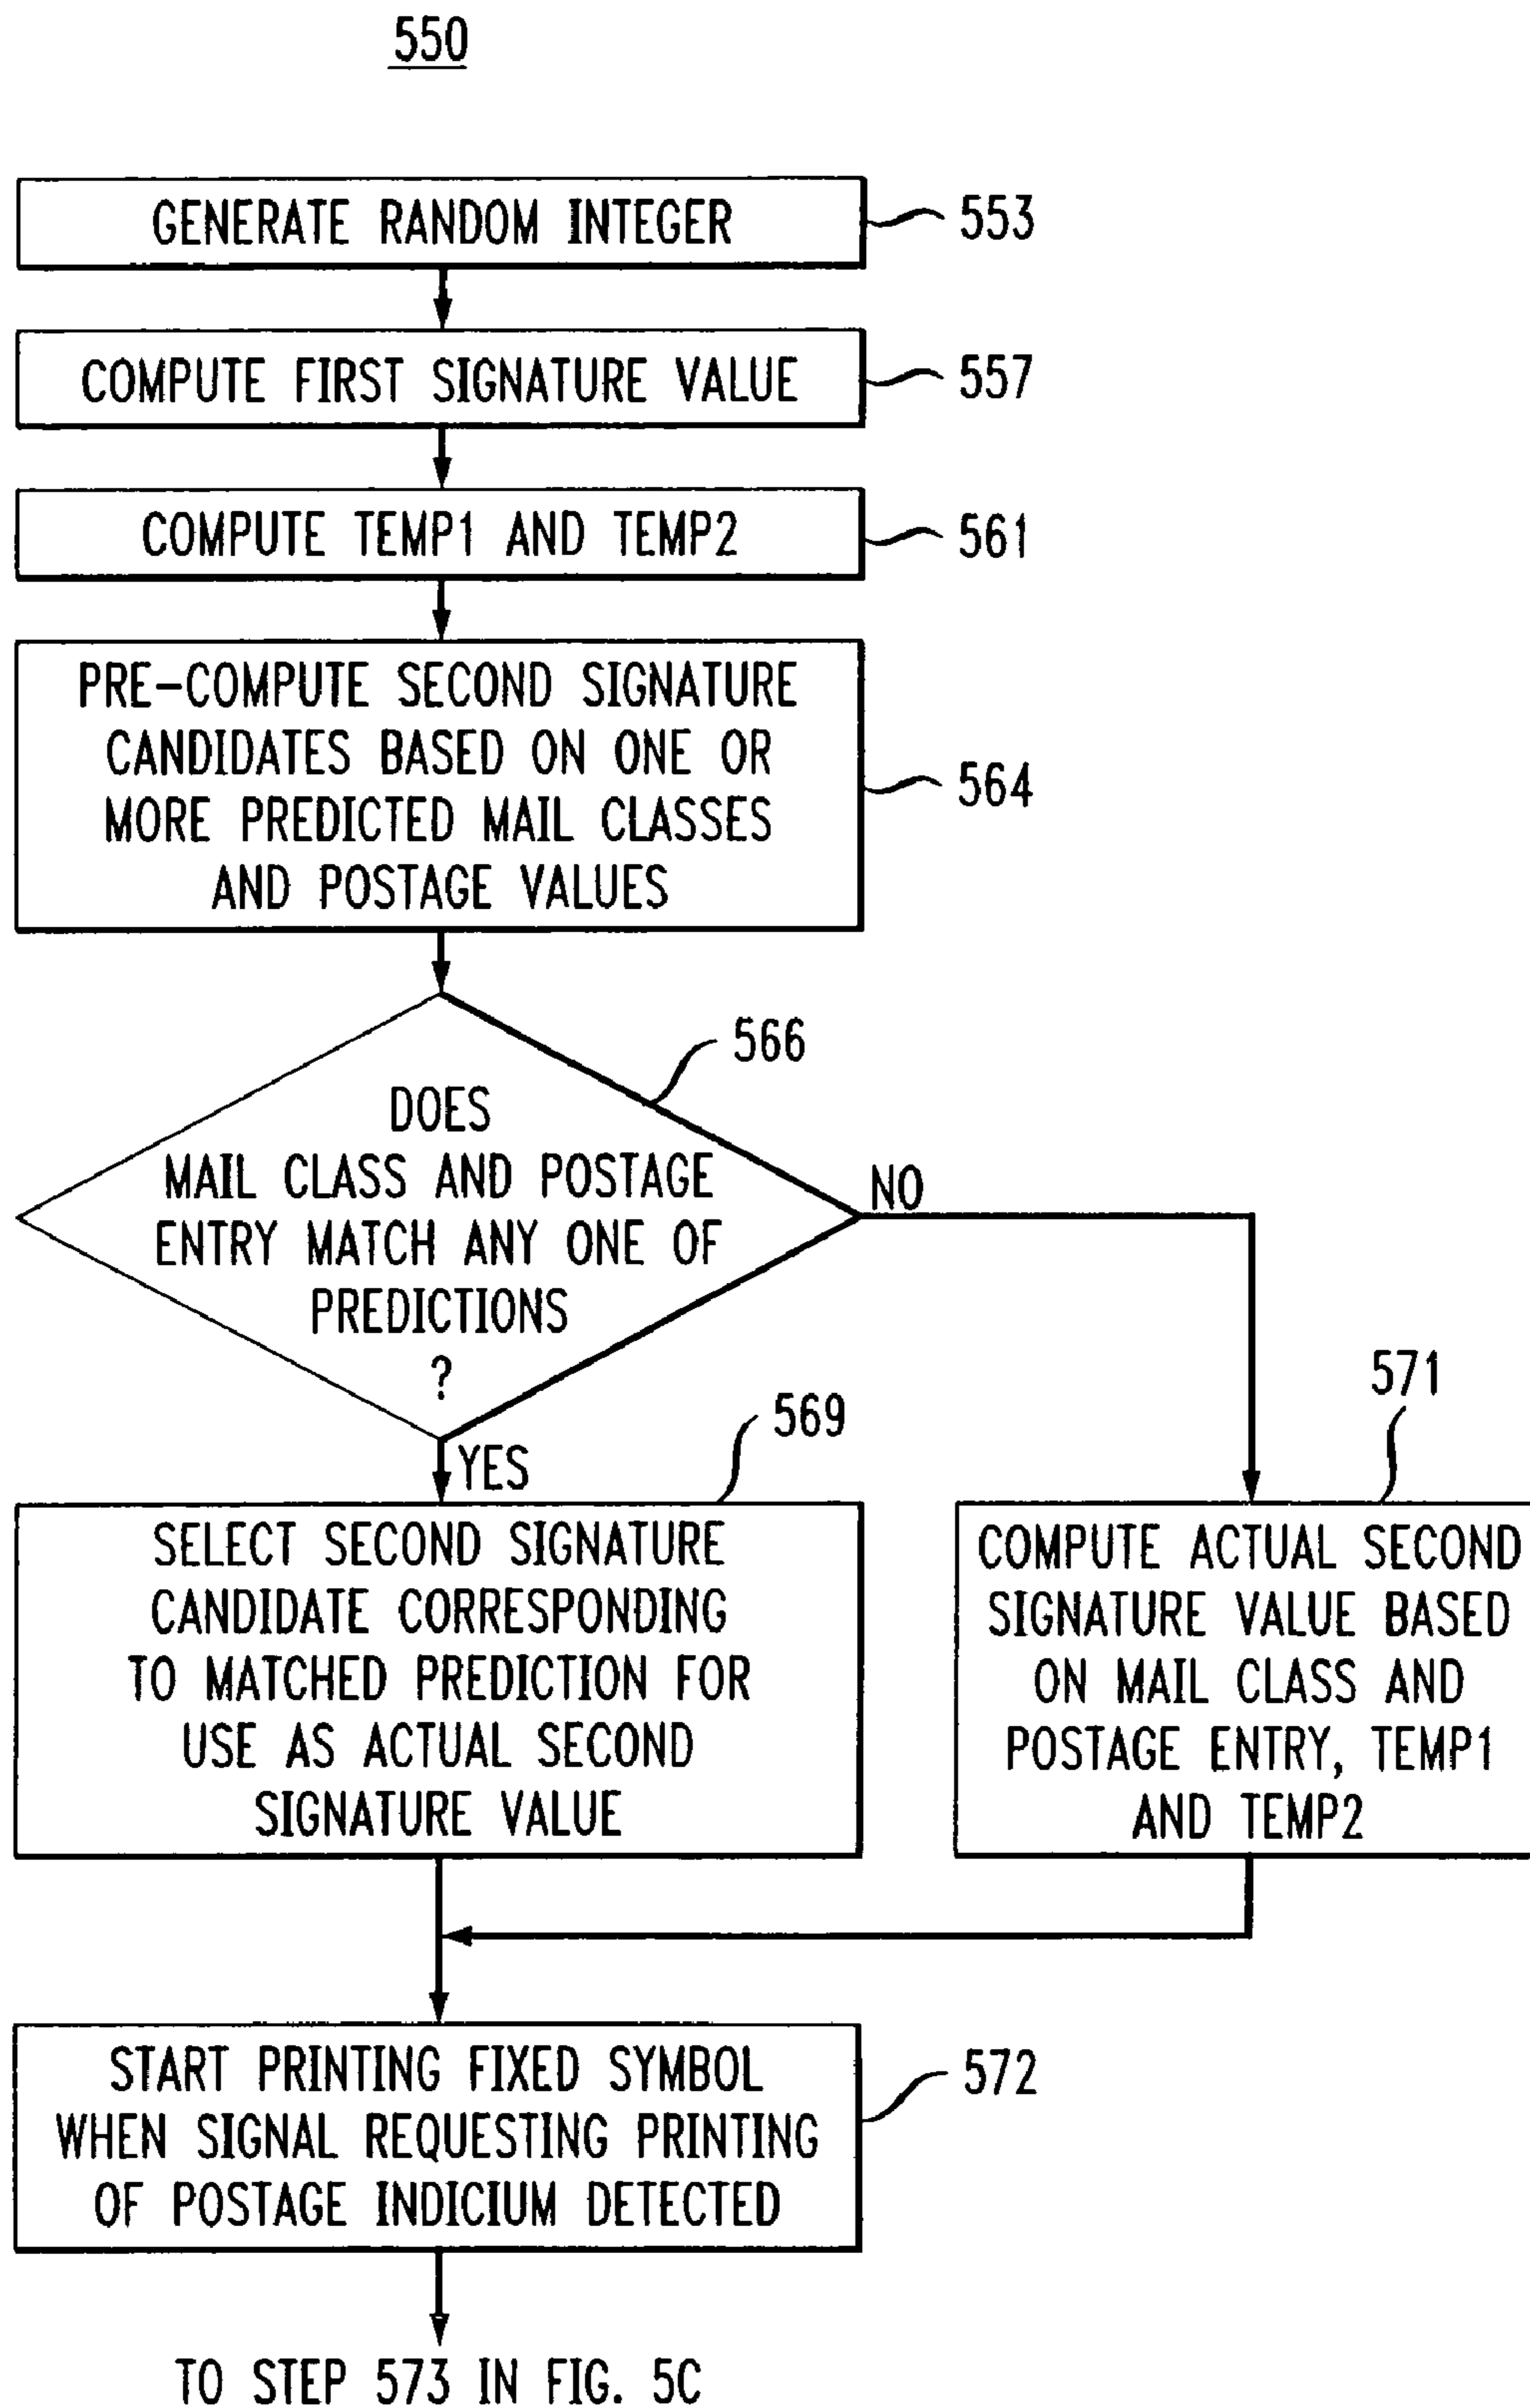 550
GENERATE RANDOM INTEGER
553
COMPUTE FIRST SIGNATURE VALUE
557
COMPUTE TEMP1 AND TEMP2
561
PRE-COMPUTE SECOND SIGNATURE
CANDIDATES BASED ON ONE OR
MORE PREDICTED MAIL CLASSES
AND POSTAGE VALUES
564
566
DOES
MAIL CLASS AND POSTAGE
ENTRY MATCH ANY ONE OF
PREDICTIONS
?
NO
YES
569
SELECT SECOND SIGNATURE
CANDIDATE CORRESPONDING
TO MATCHED PREDICTION FOR
USE AS ACTUAL SECOND
SIGNATURE VALUE
571
COMPUTE ACTUAL SECOND
SIGNATURE VALUE BASED
ON MAIL CLASS AND
POSTAGE ENTRY, TEMP1
AND TEMP2
START PRINTING FIXED SYMBOL
WHEN SIGNAL REQUESTING PRINTING
OF POSTAGE INDICIUM DETECTED
572
TO STEP 573 IN FIG. 5C